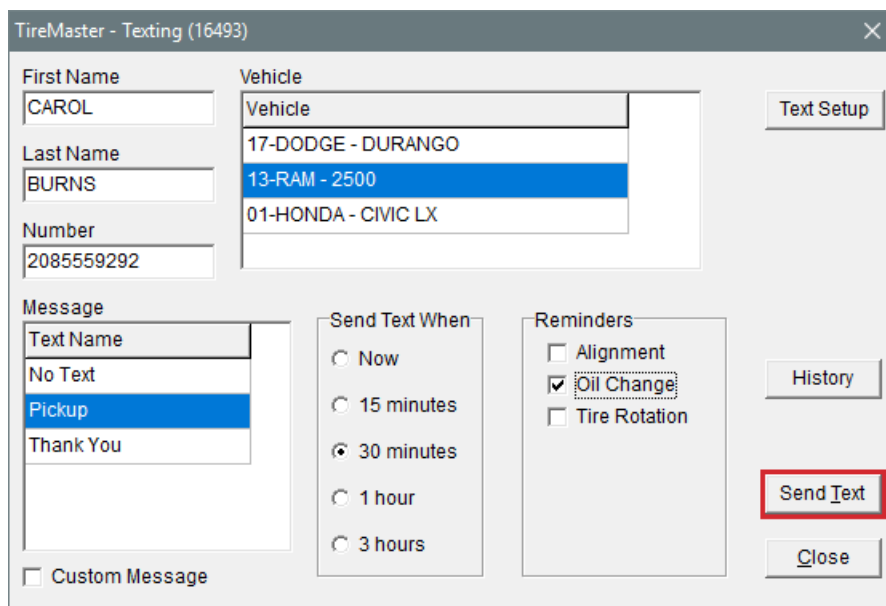 TireMaster - Texting (16493)
First Name
CAROL
Last Name
BURNS
Number
2085559292
Vehicle
Vehicle
17-DODGE - DURANGO
13-RAM - 2500
01-HONDA - CIVIC LX
Text Setup
Message
Text Name
No Text
Pickup
Thank You
Custom Message
Send Text When
Now
15 minutes
30 minutes
1 hour
3 hours
Reminders
Alignment
Oil Change
Tire Rotation
History
Send Text
Close